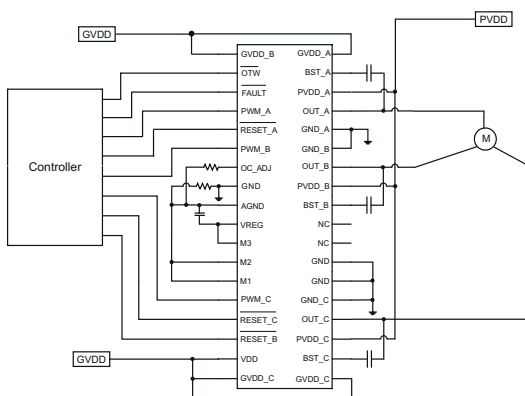 GVDD
PVDD
GVDD_B
GVDD_A
OTW
BST_A
FAULT
PVDD_A
PWM_A
OUT_A
RESET_A
GND_A
PWM_B
GND_B
OC_ADJ
OUT_B
GND
PVDD_B
AGND
BST_B
VREG
NC
M3
NC
M2
GND
M1
GND
PWM_C
GND_C
RESET_C
OUT_C
RESET_B
PVDD_C
VDD
BST_C
GVDD_C
GVDD_C
Controller
M
GVDD